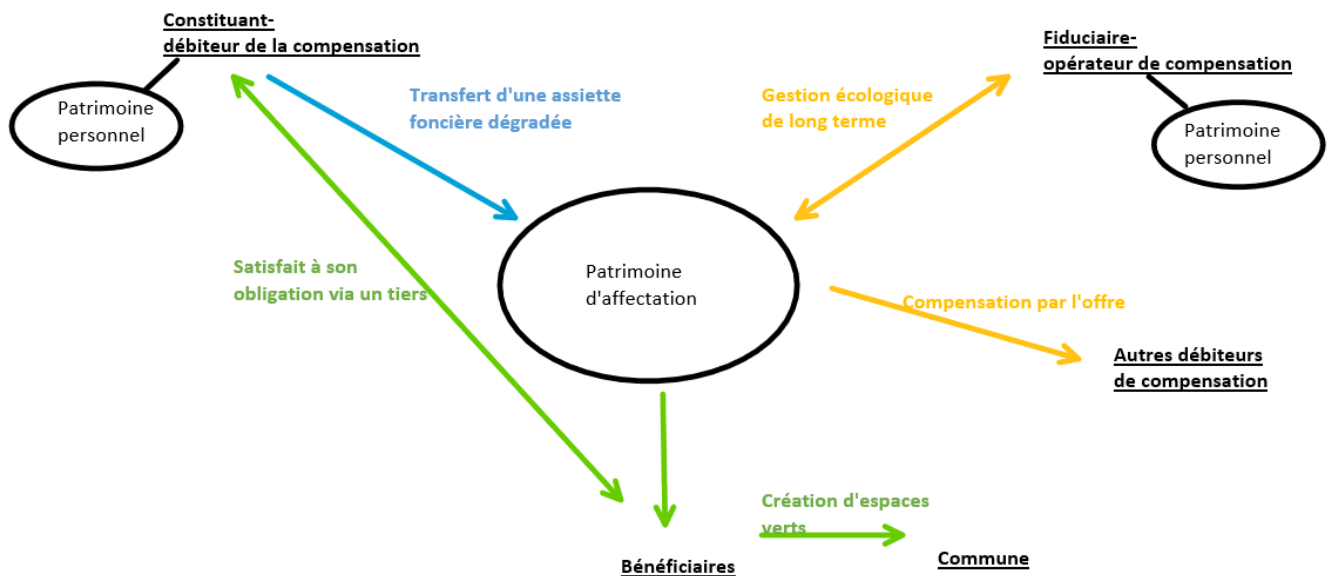 Constituant-
débiteur de la compensation
Patrimoine
personnel
Transfert d'une assiette
foncière dégradée
Gestion écologique
de long terme
Fiduciaire-
opérateur de compensation
Patrimoine
personnel
Satisfait à son
obligation via un tiers
Patrimoine
d'affectation
Compensation par l'offre
Autres débiteurs
de compensation
Création d'espaces
verts
Bénéficiaires
Commune